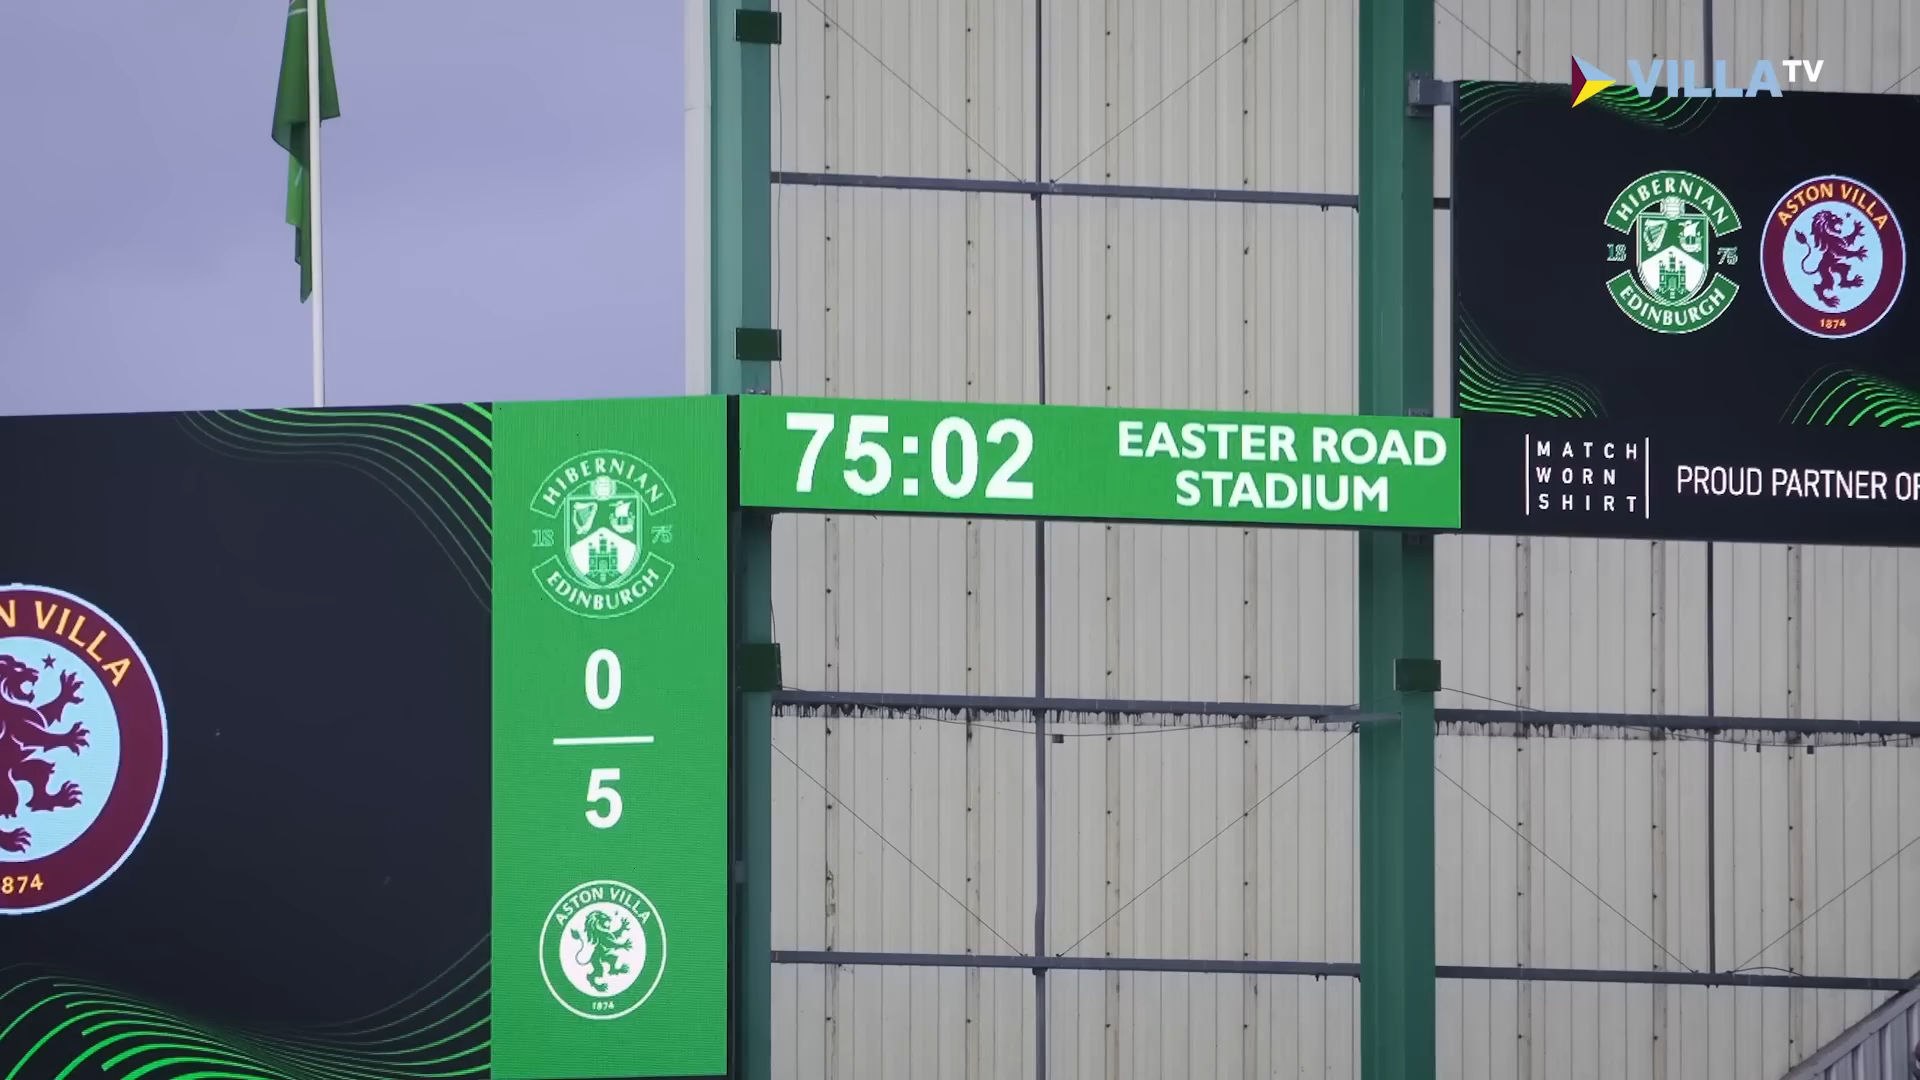 VILLA TV
HIBERNIAN
18 75
EDINBURGH
ASTON VILLA
1874
75:02
EASTER ROAD
STADIUM
MATCH
WORN
SHIRT
PROUD PARTNER OF
HIBERNIAN
18 75
EDINBURGH
0
5
ASTON VILLA
1874
N VILLA
874